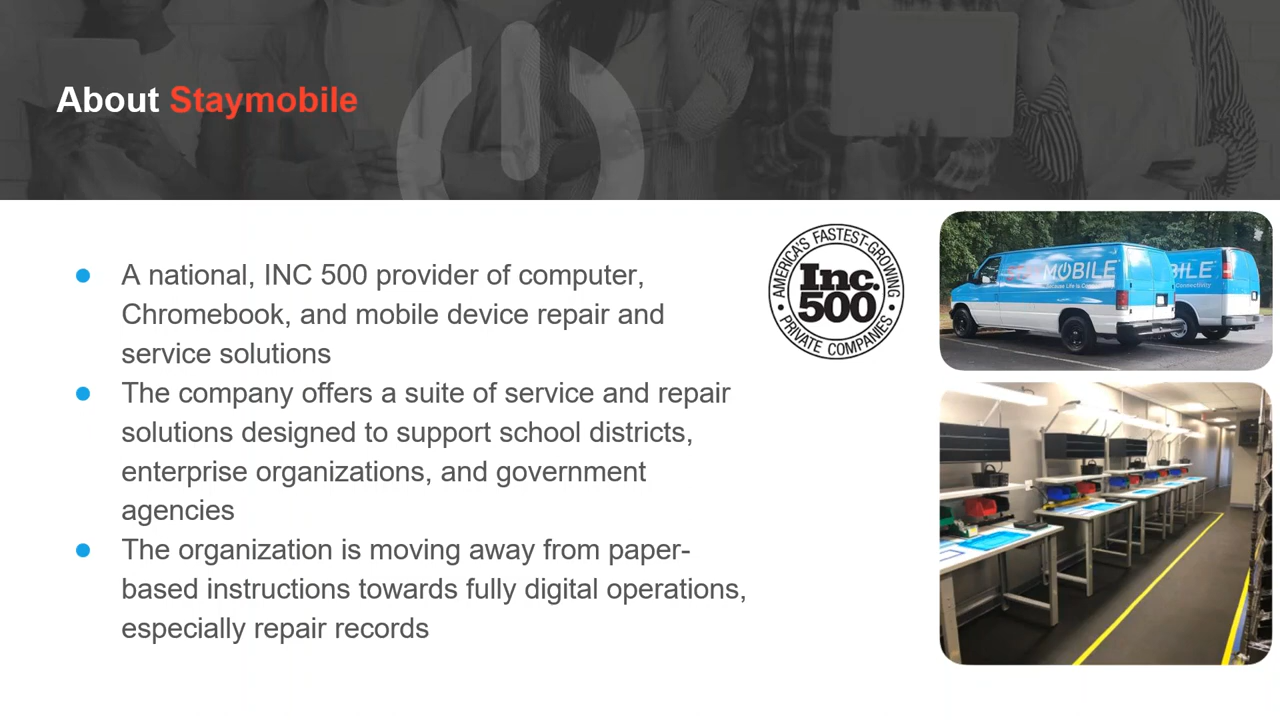 About Staymobile
A national, INC 500 provider of computer,
Chromebook, and mobile device repair and
service solutions
The company offers a suite of service and repair
solutions designed to support school districts,
enterprise organizations, and government
agencies
The organization is moving away from paper-
based instructions towards fully digital operations,
especially repair records
AMERICA'S FASTEST-GROWING
Inc.
500
PRIVATE COMPANIES
MOBILE
BILE